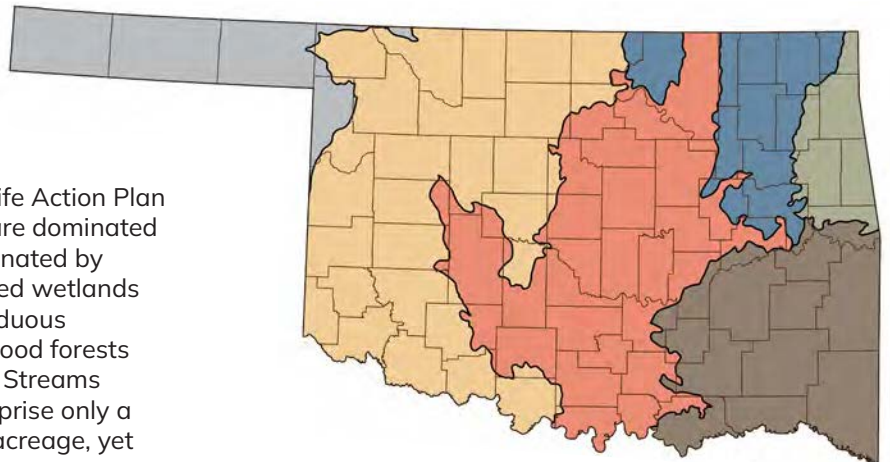 ife Action Plan
are dominated
nated by
ed wetlands
duous
ood forests
Streams
prise only a
acreage, yet